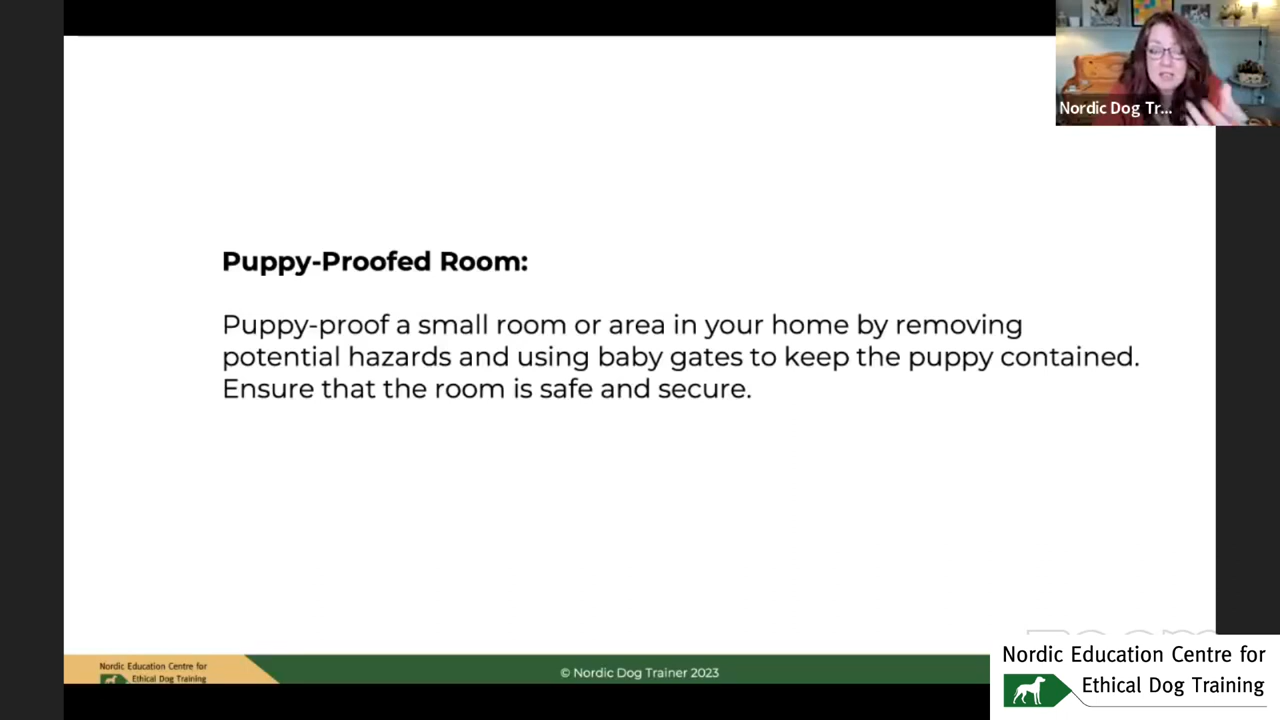 Nordic Dog Tr...
Puppy-Proofed Room:
Puppy-proof a small room or area in your home by removing
potential hazards and using baby gates to keep the puppy contained.
Ensure that the room is safe and secure.
Nordic Education Centre for
Ethical Dog Training
© Nordic Dog Trainer 2023
zoom
Nordic Education Centre for
Ethical Dog Training